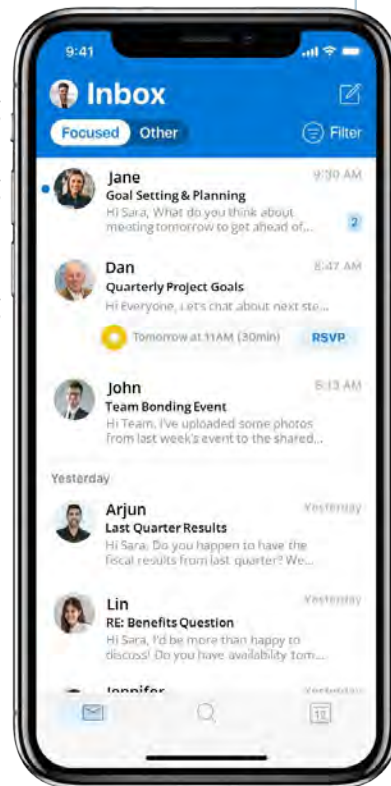 9:41
Inbox
Focused Other
Filter
Jane 9:30 AM
Goal Setting & Planning
Hi Sara, What do you think about
meeting tomorrow to get ahead of...
2
Dan 8:47 AM
Quarterly Project Goals
Hi Everyone, Let's chat about next ste...
Tomorrow at 11AM (30min) RSVP
John 8:13 AM
Team Bonding Event
Hi Team, I've uploaded some photos
from last week's event to the shared...
Yesterday
Arjun Yesterday
Last Quarter Results
Hi Sara, Do you happen to have the
fiscal results from last quarter? We...
Lin Yesterday
RE: Benefits Question
Hi Sara, I'd be more than happy to
discuss! Do you have availability tom...
Jennifer Yesterday